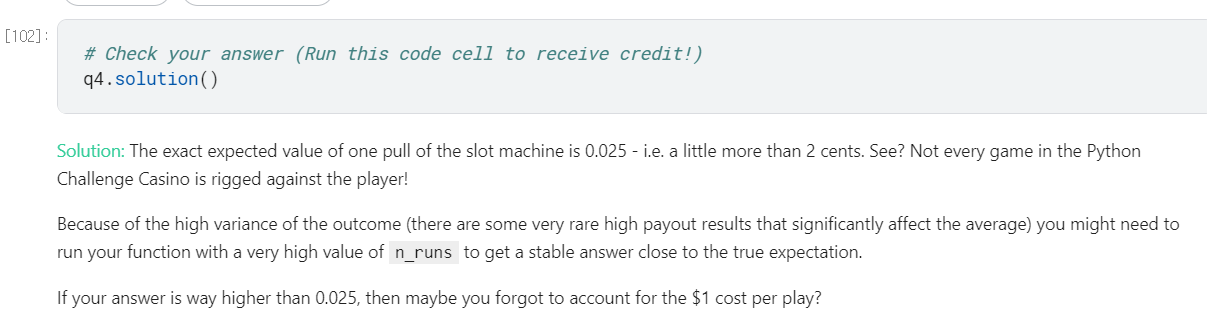 [102]:
# Check your answer (Run this code cell to receive credit!)
q4.solution()
Solution: The exact expected value of one pull of the slot machine is 0.025 - i.e. a little more than 2 cents. See? Not every game in the Python
Challenge Casino is rigged against the player!
Because of the high variance of the outcome (there are some very rare high payout results that significantly affect the average) you might need to
run your function with a very high value of n_runs to get a stable answer close to the true expectation.
If your answer is way higher than 0.025, then maybe you forgot to account for the $1 cost per play?